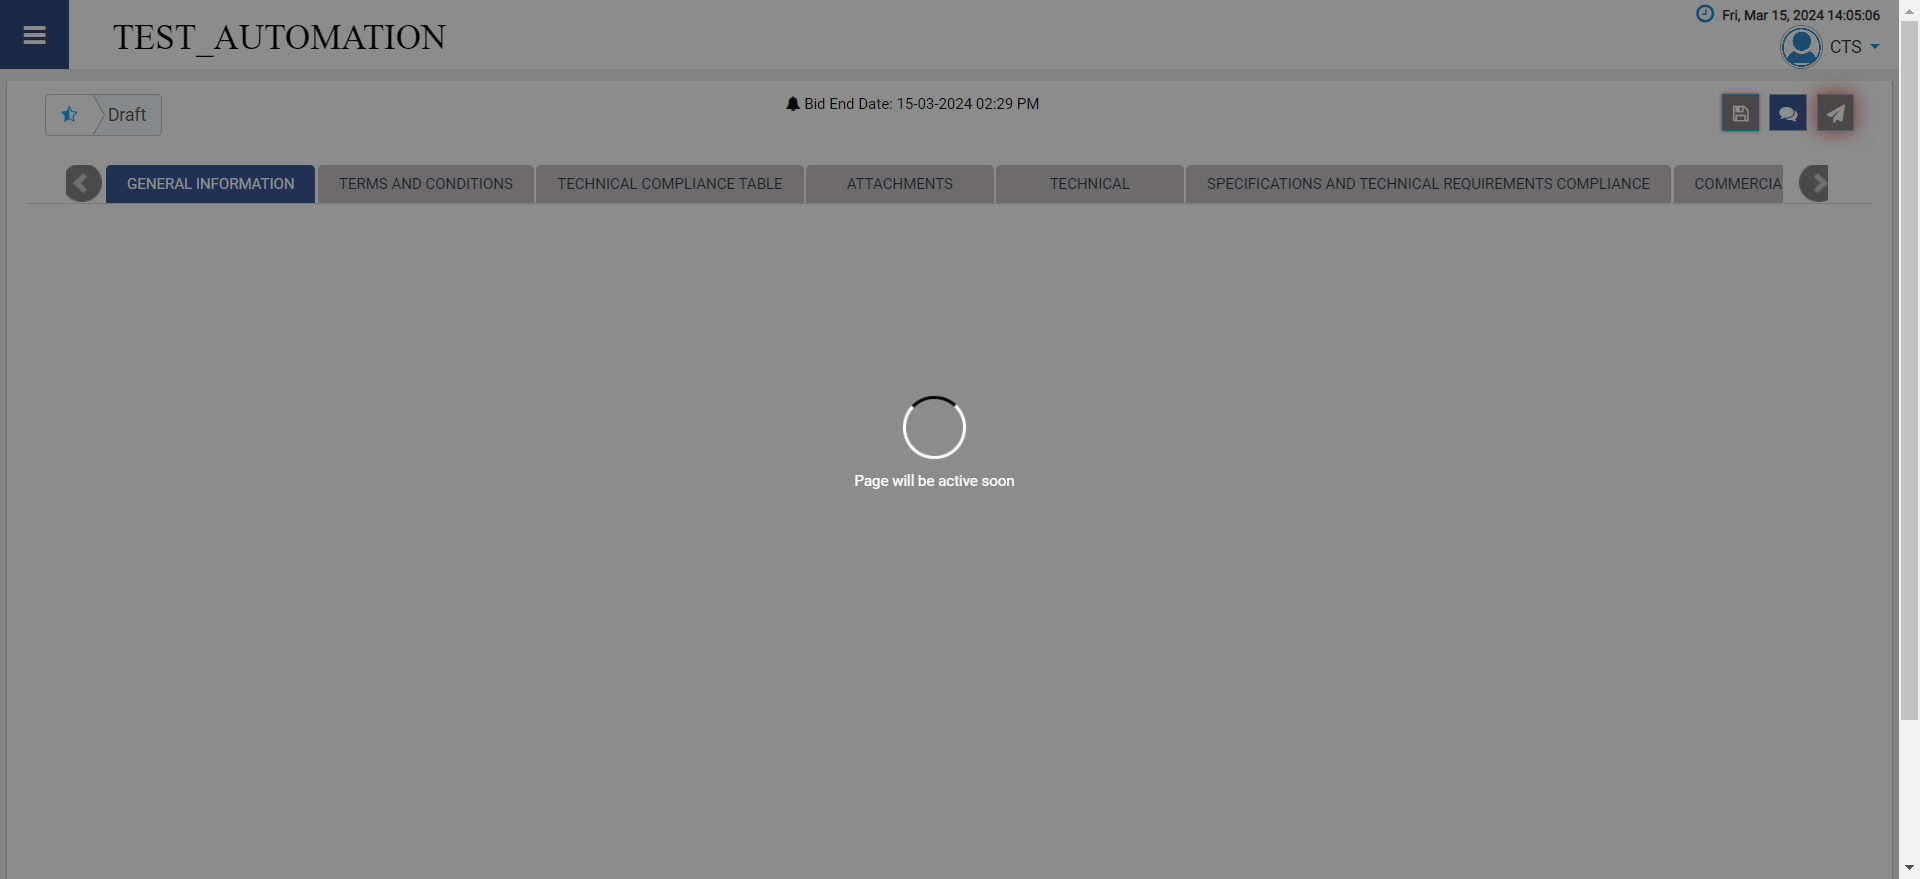 TEST_AUTOMATION
Fri, Mar 15, 2024 14:05:06
CTS
Draft
Bid End Date: 15-03-2024 02:29 PM
GENERAL INFORMATION
TERMS AND CONDITIONS
TECHNICAL COMPLIANCE TABLE
ATTACHMENTS
TECHNICAL
SPECIFICATIONS AND TECHNICAL REQUIREMENTS COMPLIANCE
COMMERCIA
Page will be active soon